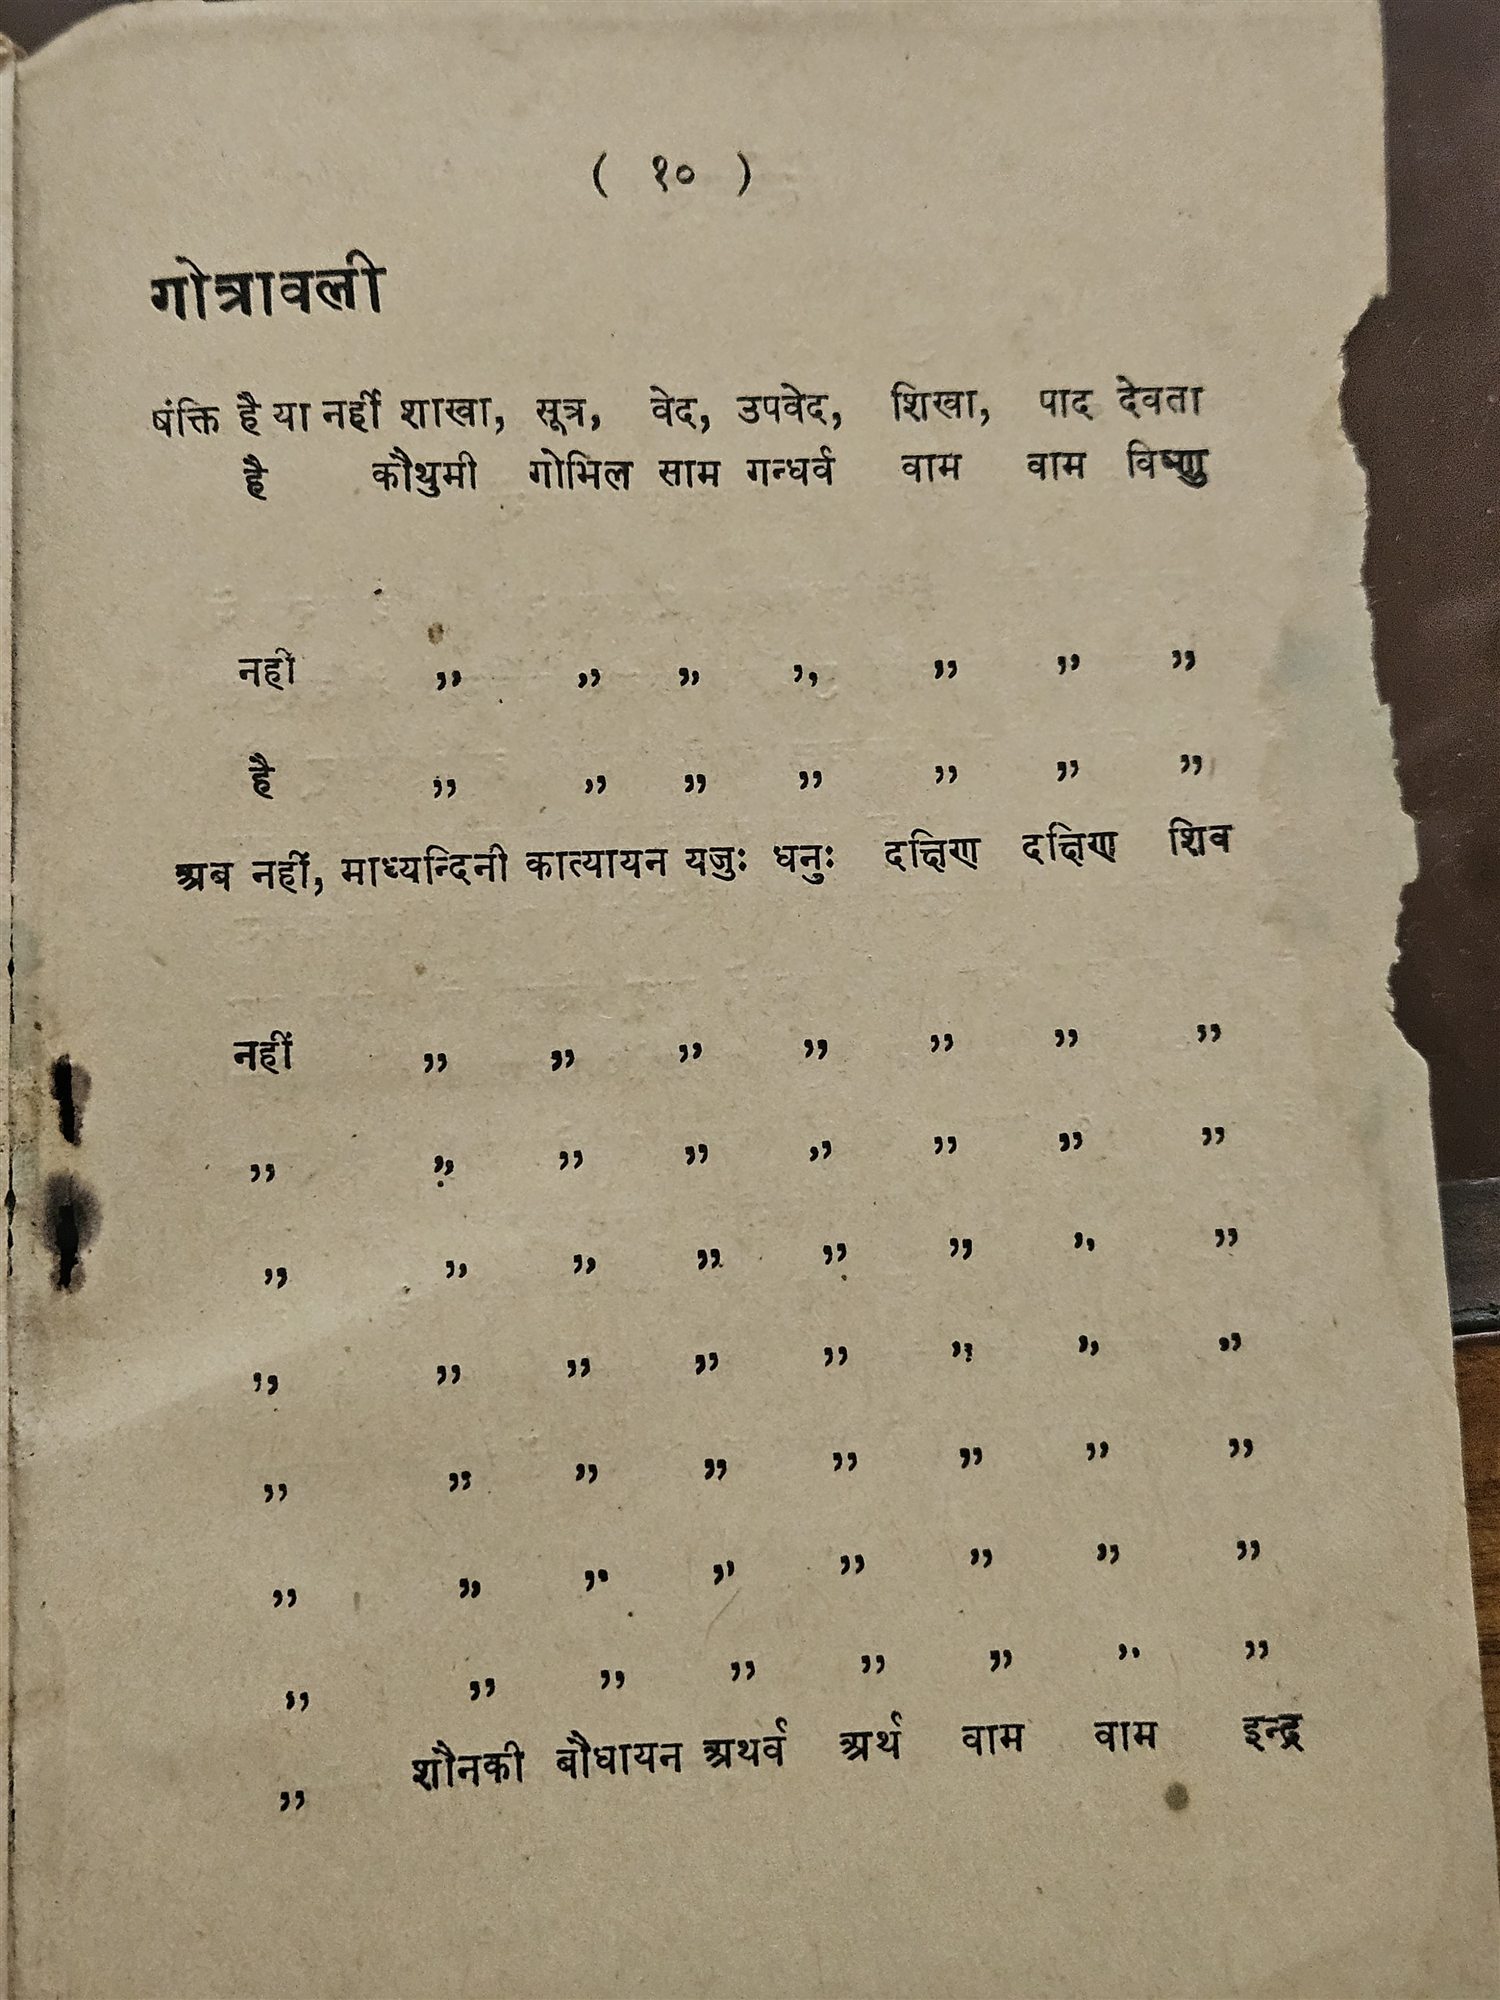 ( १० )
गोत्रावली
षंक्ति है या नहीं शाखा, सूत्र, वेद, उपवेद, शिखा, पाद देवता
है कौथुमी गोभिल साम गन्धर्व वाम वाम विष्णु
नहीं ,, ,, ,, ,, ,, ,, ,,
है ,, ,, ,, ,, ,, ,, ,,
अब नहीं, माध्यन्दिनी कात्यायन यजुः धनुः दक्षिण दक्षिण शिव
नहीं ,, ,, ,, ,, ,, ,, ,,
,, ,, ,, ,, ,, ,, ,, ,,
,, ,, ,, ,, ,, ,, ,, ,,
,, ,, ,, ,, ,, ,, ,, ,,
,, ,, ,, ,, ,, ,, ,, ,,
,, ,, ,, ,, ,, ,, ,, ,,
,, ,, ,, ,, ,, ,, ,, ,,
,, शौनकी बौधायन अथर्व अर्थ वाम वाम इन्द्र